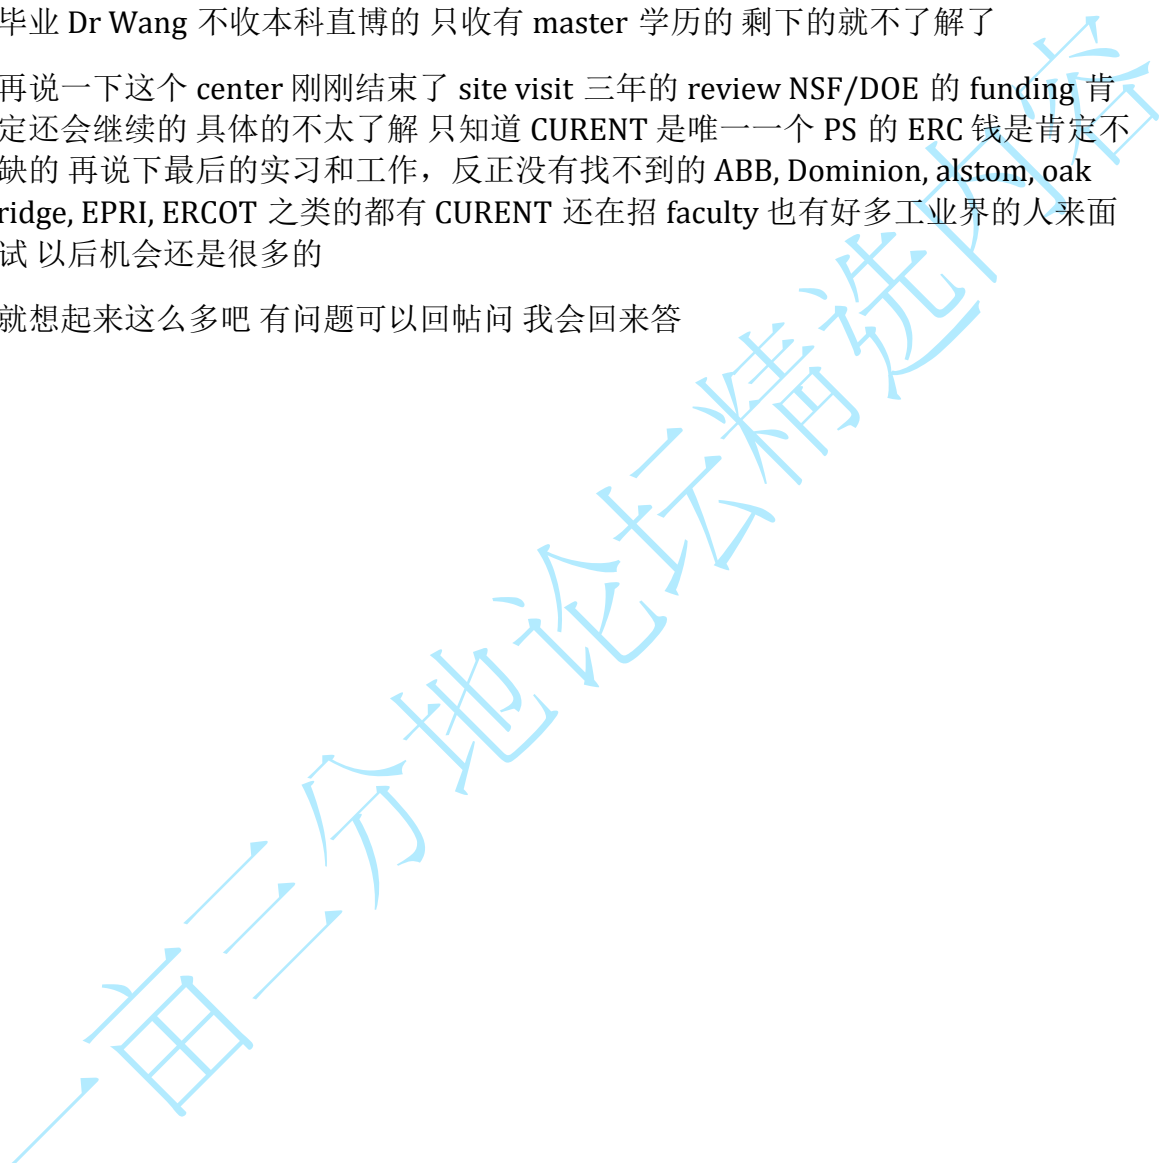 毕业 Dr Wang 不收本科直博的 只收有 master 学历的 剩下的就不了解了
再说一下这个 center 刚刚结束了 site visit 三年的 review NSF/DOE 的 funding 肯
定还会继续的 具体的不太了解 只知道 CURENT 是唯一一个 PS 的 ERC 钱是肯定不
缺的 再说下最后的实习和工作，反正没有找不到的 ABB, Dominion, alstom, oak
ridge, EPRI, ERCOT 之类的都有 CURENT 还在招 faculty 也有好多工业界的人来面
试 以后机会还是很多的
就想起来这么多吧 有问题可以回帖问 我会回来答
一亩三分地论坛精选内容